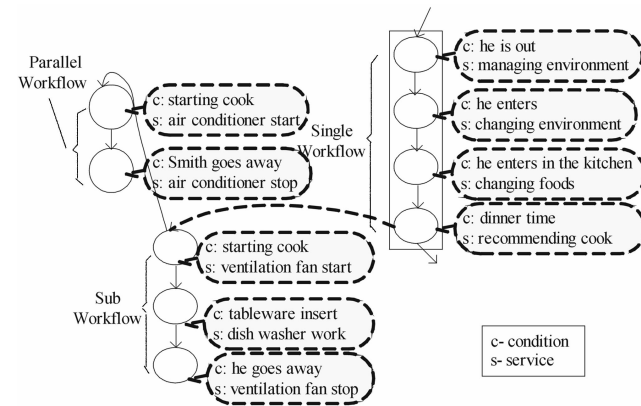 Parallel
Workflow
c: starting cook
s: air conditioner start
c: Smith goes away
s: air conditioner stop
Single
Workflow
c: he is out
s: managing environment
c: he enters
s: changing environment
c: he enters in the kitchen
s: changing foods
c: dinner time
s: recommending cook
Sub
Workflow
c: starting cook
s: ventilation fan start
c: tableware insert
s: dish washer work
c: he goes away
s: ventilation fan stop
c- condition
s- service